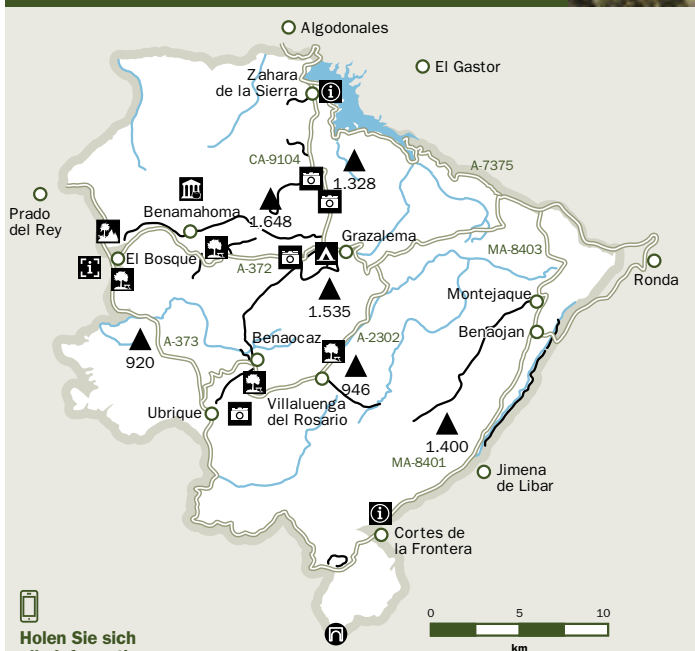 Algodonales
El Gastor
Zahara
de la Sierra
CA-9104
A-7375
1.328
Prado
del Rey
1.648
Benamahoma
Grazalema
MA-8403
El Bosque
A-372
Ronda
Montejaque
1.535
Benaojan
A-373
Benaocaz
A-2302
920
946
Ubrique
Villaluenga
del Rosario
1.400
MA-8401
Jimena
de Libar
Cortes de
la Frontera
0 5 10
km
Holen Sie sich